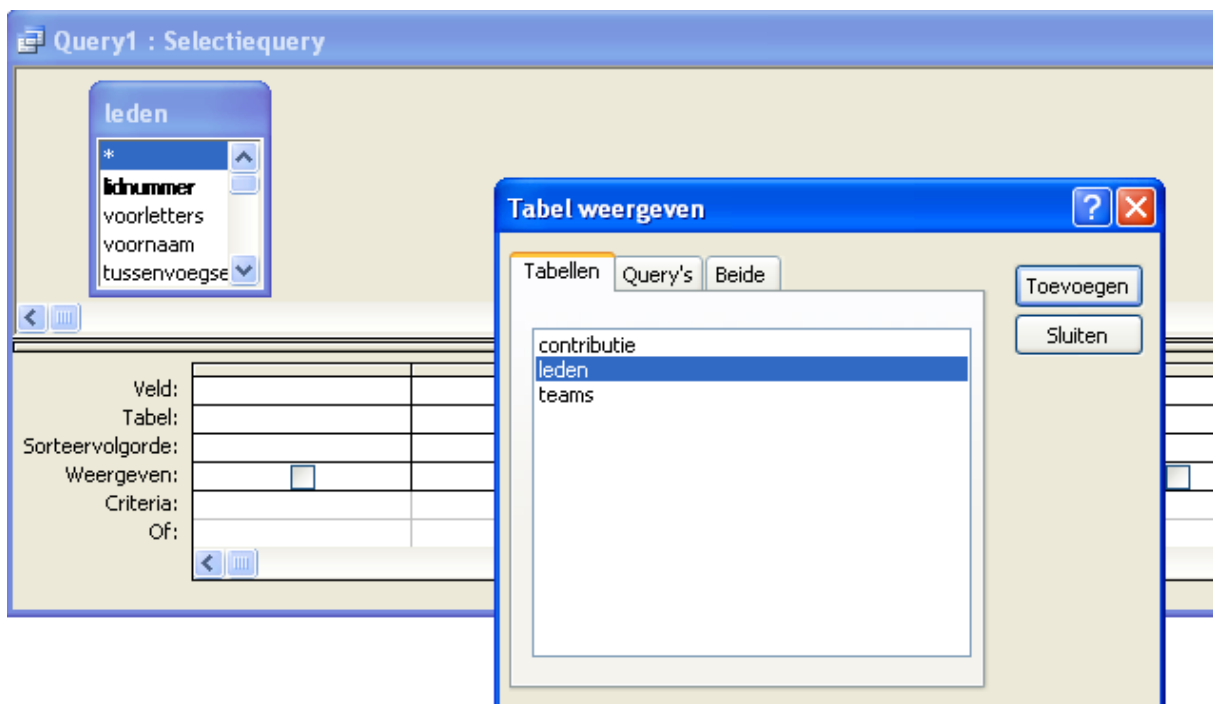 Query1 : Selectiequery
leden
*
lidnummer
voorletters
voornaam
tussenvoegse
Tabel weergeven
Tabellen
Query's
Beide
Toevoegen
Sluiten
contributie
leden
teams
Veld:
Tabel:
Sorteervolgorde:
Weergeven:
Criteria:
Of: